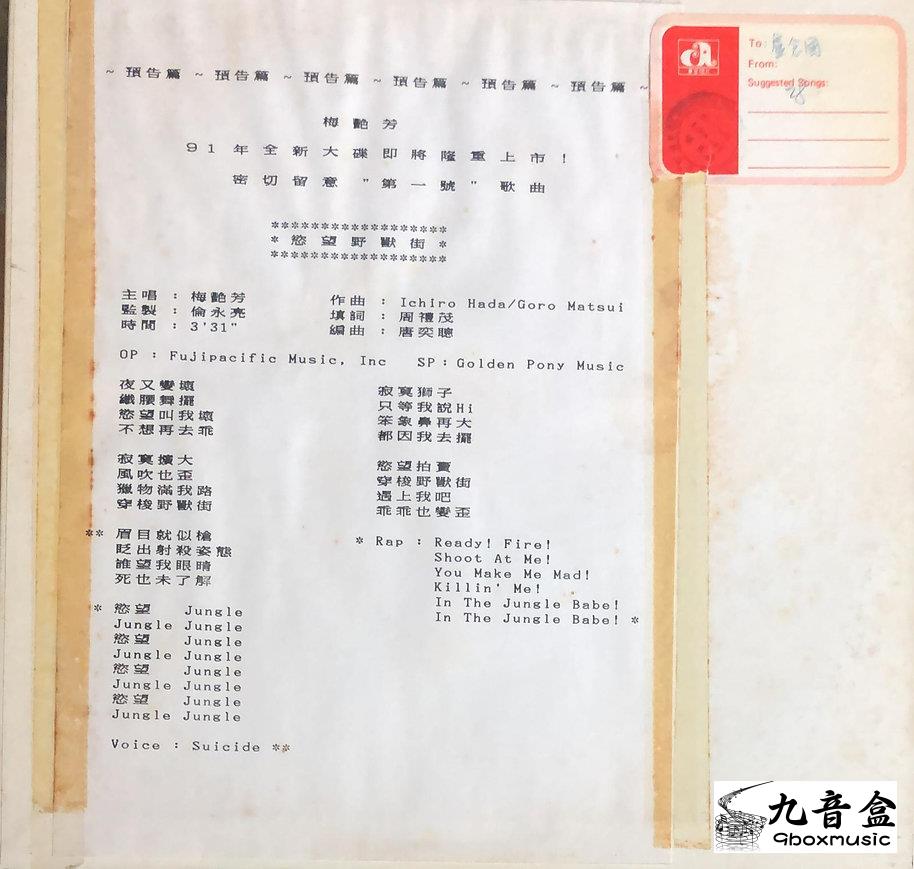 ~ 預告篇 ~ 預告篇 ~ 預告篇 ~ 預告篇 ~ 預告篇 ~ 預告篇 ~
梅艷芳
91年全新大碟即將隆重上市!
密切留意 "第一號" 歌曲
******************
* 慾望野獸街 *
******************
主唱 : 梅艷芳
監製 : 倫永亮
時間 : 3'31"
作曲 : Ichiro Hada/Goro Matsui
填詞 : 周禮茂
編曲 : 唐奕聰
OP : Fujipacific Music, Inc SP : Golden Pony Music
夜又變壞
纖腰舞擺
慾望叫我壞
不想再去乖
寂寞擴大
風吹也歪
獵物滿我路
穿梭野獸街
** 眉目就似槍
眨出射殺姿態
誰望我眼睛
死也未了解
* 慾望 Jungle
Jungle Jungle
慾望 Jungle
Jungle Jungle
慾望 Jungle
Jungle Jungle
慾望 Jungle
Jungle Jungle
Voice : Suicide **
寂寞獅子
只等我說Hi
笨象鼻再大
都因我去擺
慾望拍賣
穿梭野獸街
遇上我吧
乖乖也變歪
* Rap : Ready! Fire!
Shoot At Me!
You Make Me Mad!
Killin' Me!
In The Jungle Babe!
In The Jungle Babe! *
To:
From:
Suggested Songs:
九音盒
9boxmusic